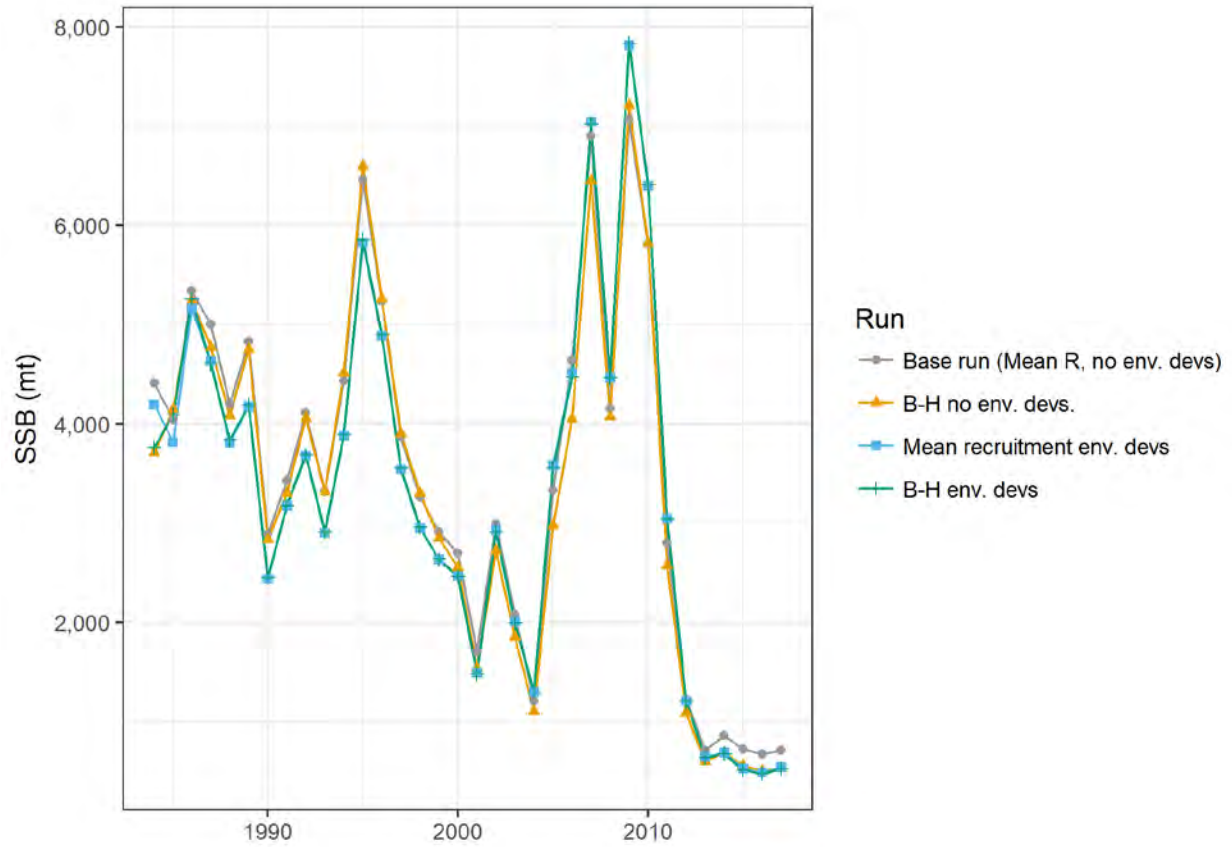 8,000
6,000
4,000
2,000
SSB (mt)
1990
2000
2010
Run
Base run (Mean R, no env. devs)
B-H no env. devs.
Mean recruitment env. devs
B-H env. devs